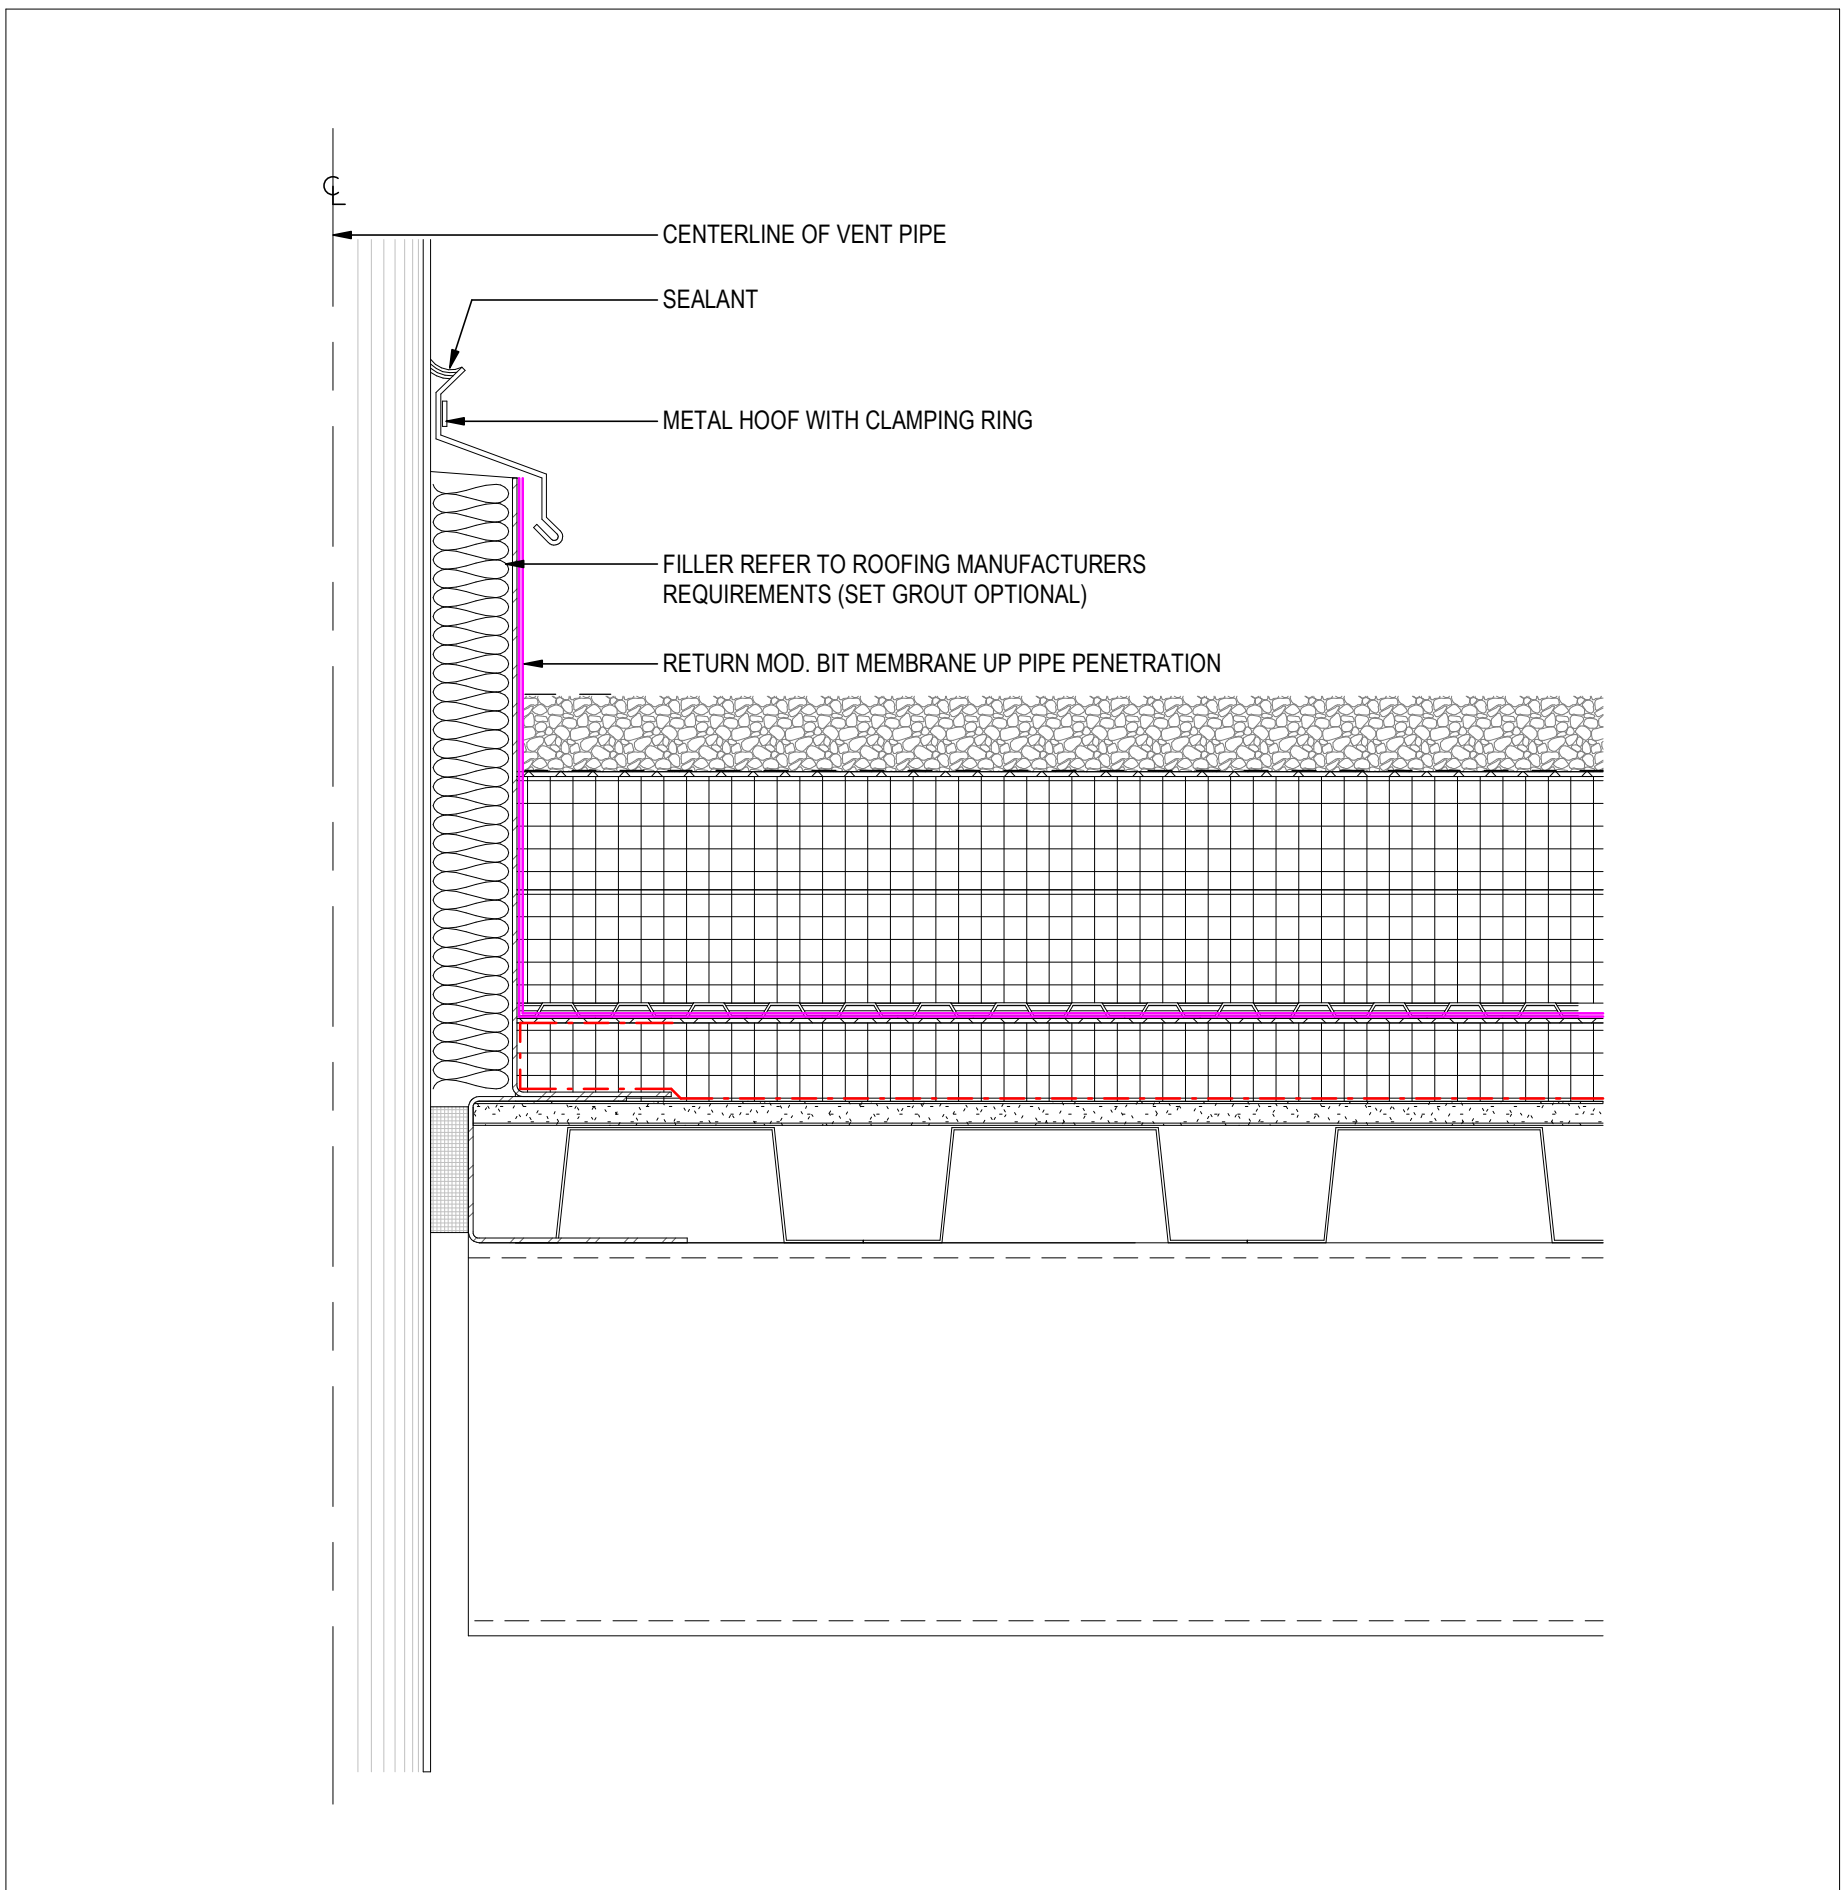 ℄
CENTERLINE OF VENT PIPE
SEALANT
METAL HOOF WITH CLAMPING RING
FILLER REFER TO ROOFING MANUFACTURERS
REQUIREMENTS (SET GROUT OPTIONAL)
RETURN MOD. BIT MEMBRANE UP PIPE PENETRATION